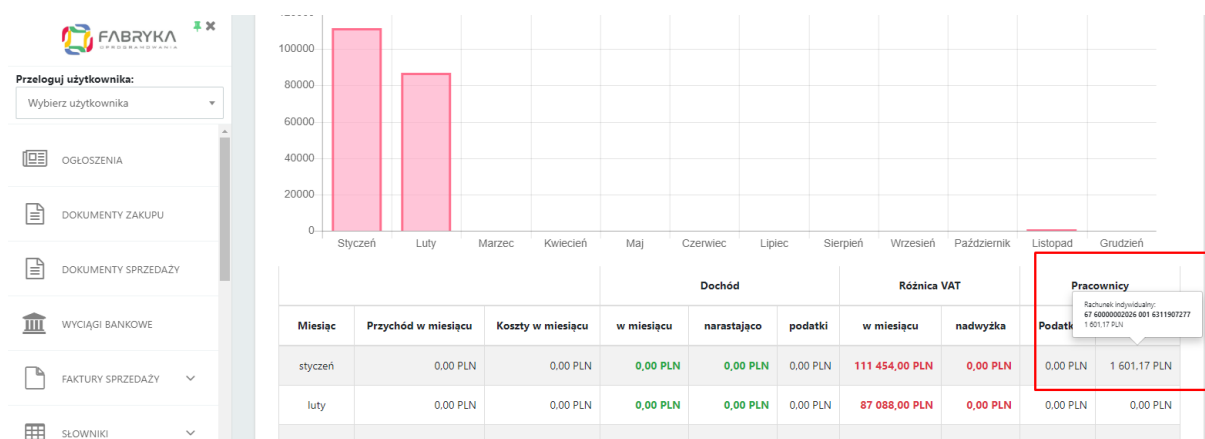 FABRYKA
OPROGRAMOWANIA
Przeloguj użytkownika:
Wybierz użytkownika
OGŁOSZENIA
DOKUMENTY ZAKUPU
DOKUMENTY SPRZEDAŻY
WYCIĄGI BANKOWE
FAKTURY SPRZEDAŻY
SŁOWNIKI
120000
100000
80000
60000
40000
20000
0
Styczeń Luty Marzec Kwiecień Maj Czerwiec Lipiec Sierpień Wrzesień Październik Listopad Grudzień
Dochód Różnica VAT Pracownicy
Rachunek indywidualny:
67 60000002026 001 6311907277
1 601,17 PLN
Miesiąc Przychód w miesiącu Koszty w miesiącu w miesiącu narastająco podatki w miesiącu nadwyżka
styczeń 0,00 PLN 0,00 PLN 0,00 PLN 0,00 PLN 0,00 PLN 111 454,00 PLN 0,00 PLN 0,00 PLN 1 601,17 PLN
luty 0,00 PLN 0,00 PLN 0,00 PLN 0,00 PLN 0,00 PLN 87 088,00 PLN 0,00 PLN 0,00 PLN 0,00 PLN